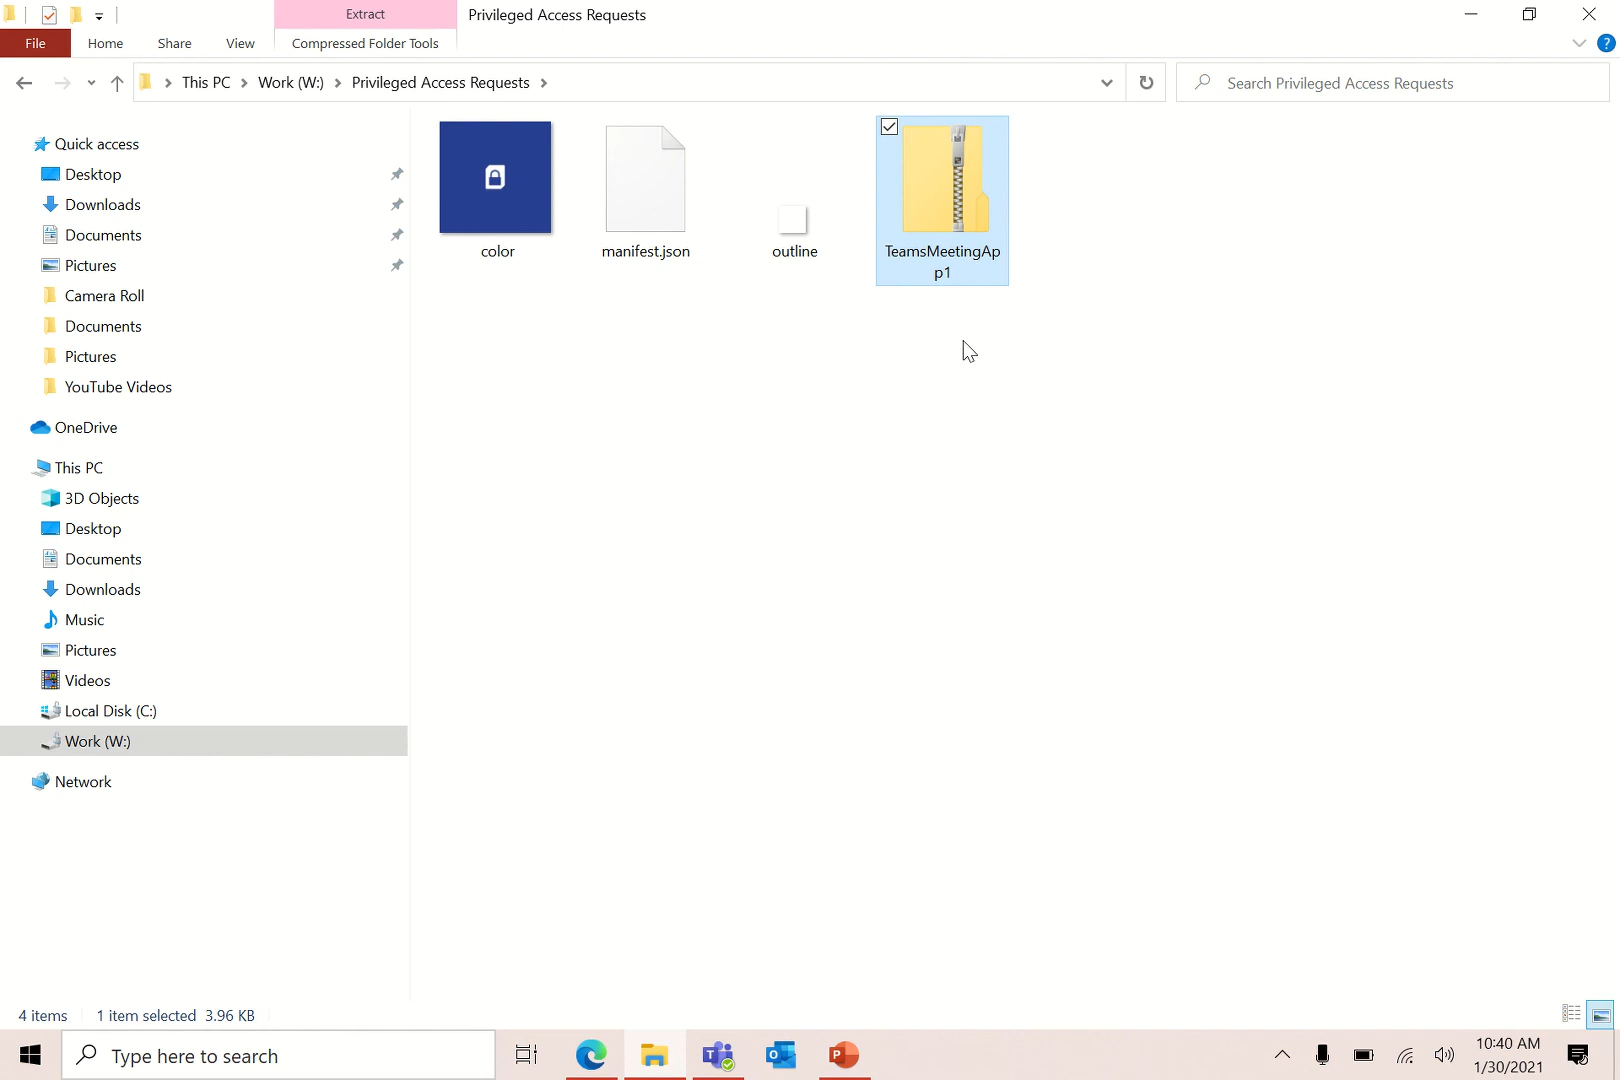 Extract
Privileged Access Requests
File
Home
Share
View
Compressed Folder Tools
?
This PC
Work (W:)
Privileged Access Requests
Search Privileged Access Requests
Quick access
Desktop
Downloads
Documents
Pictures
Camera Roll
Documents
Pictures
YouTube Videos
OneDrive
This PC
3D Objects
Desktop
Documents
Downloads
Music
Pictures
Videos
Local Disk (C:)
Work (W:)
Network
color
manifest.json
outline
TeamsMeetingAp
p1
4 items
1 item selected 3.96 KB
Type here to search
10:40 AM
1/30/2021